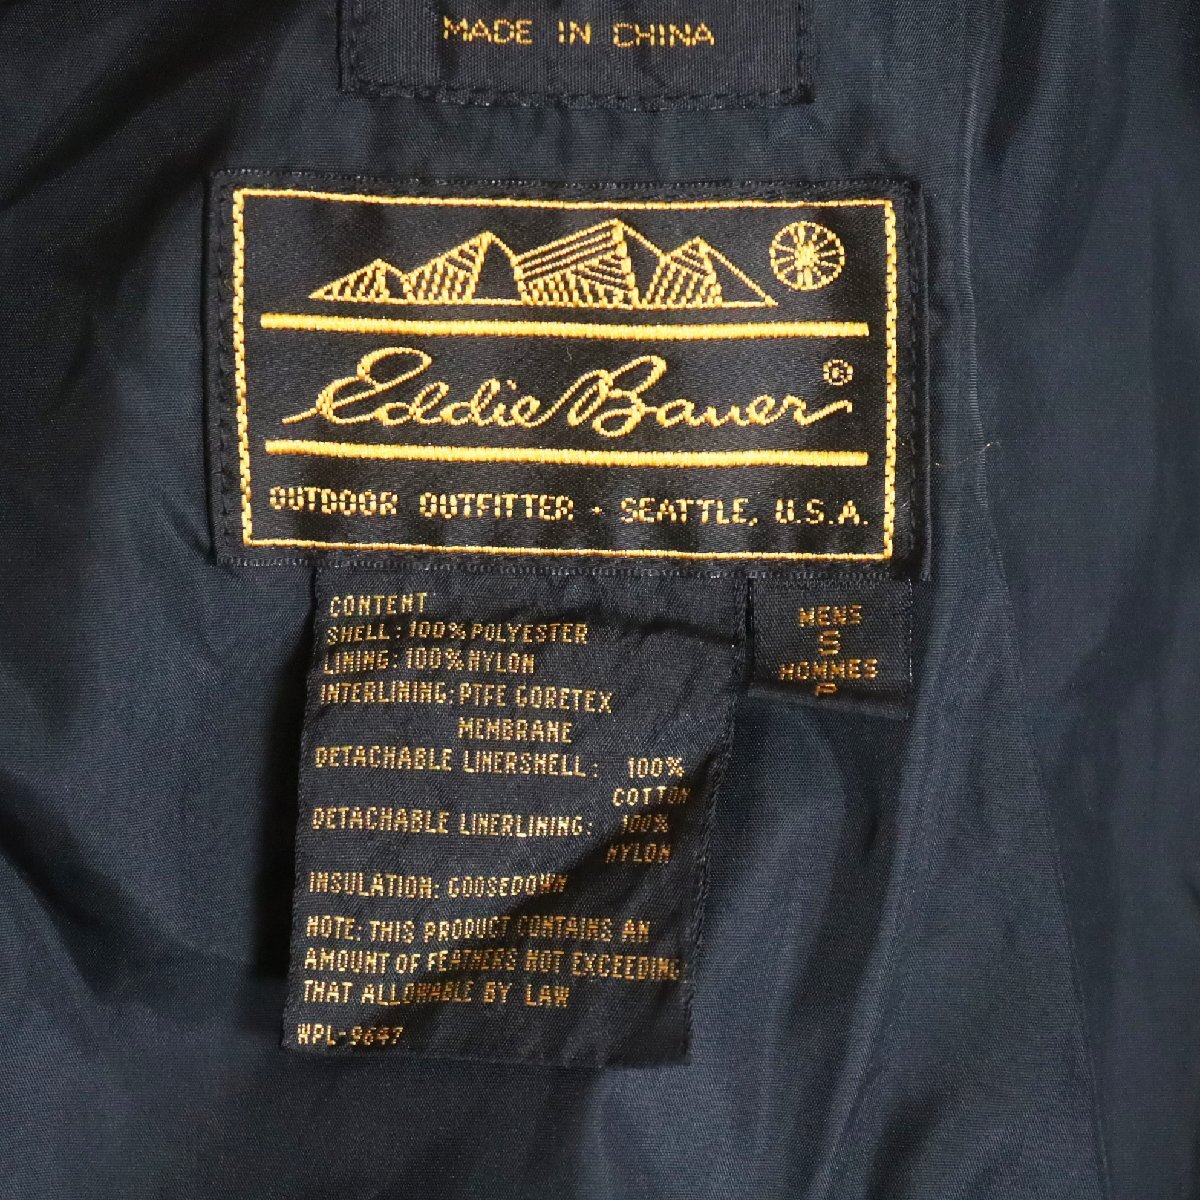 MADE IN CHINA
Eddie Bauer®
OUTDOOR OUTFITTER - SEATTLE, U.S.A.
CONTENT
SHELL: 100% POLYESTER
LINING: 100% NYLON
INTERLINING: PTFE GORETEX
MEMBRANE
DETACHABLE LINERSHELL: 100%
COTTON
DETACHABLE LINERLINING: 100%
NYLON
INSULATION: GOOSEDOWN
NOTE: THIS PRODUCT CONTAINS AN
AMOUNT OF FEATHERS NOT EXCEEDING
THAT ALLOWABLE BY LAW
WPL-9647
MENS
S
HOMMES
P